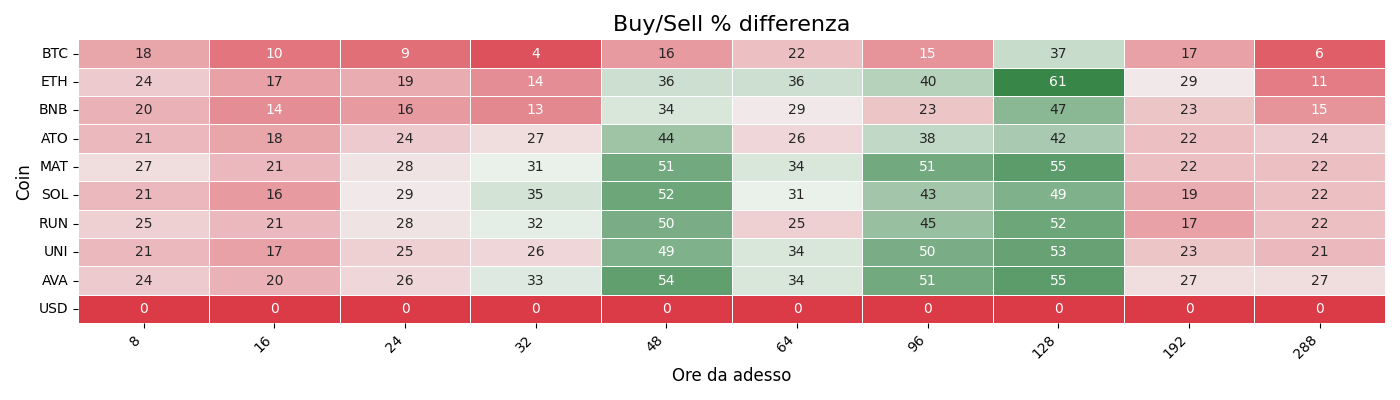 Buy/Sell % differenza
Coin
BTC 18 10 9 4 16 22 15 37 17 6
ETH 24 17 19 14 36 36 40 61 29 11
BNB 20 14 16 13 34 29 23 47 23 15
ATO 21 18 24 27 44 26 38 42 22 24
MAT 27 21 28 31 51 34 51 55 22 22
SOL 21 16 29 35 52 31 43 49 19 22
RUN 25 21 28 32 50 25 45 52 17 22
UNI 21 17 25 26 49 34 50 53 23 21
AVA 24 20 26 33 54 34 51 55 27 27
USD 0 0 0 0 0 0 0 0 0 0
8 16 24 32 48 64 96 128 192 288
Ore da adesso